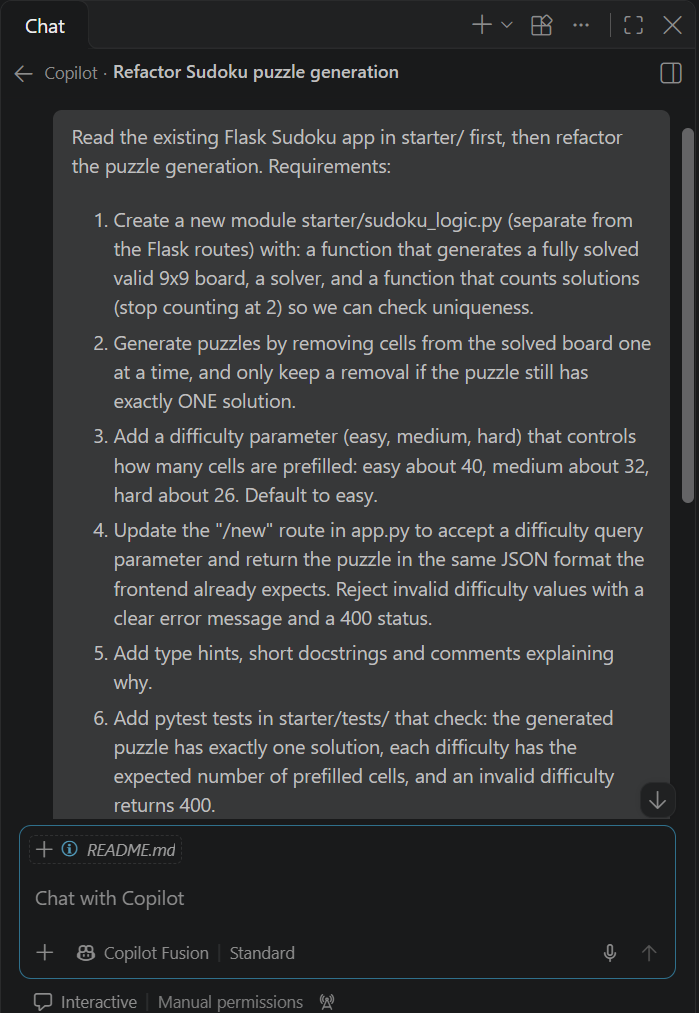 Chat
Copilot · Refactor Sudoku puzzle generation
Read the existing Flask Sudoku app in starter/ first, then refactor
the puzzle generation. Requirements:
1. Create a new module starter/sudoku_logic.py (separate from
the Flask routes) with: a function that generates a fully solved
valid 9x9 board, a solver, and a function that counts solutions
(stop counting at 2) so we can check uniqueness.
2. Generate puzzles by removing cells from the solved board one
at a time, and only keep a removal if the puzzle still has
exactly ONE solution.
3. Add a difficulty parameter (easy, medium, hard) that controls
how many cells are prefilled: easy about 40, medium about 32,
hard about 26. Default to easy.
4. Update the "/new" route in app.py to accept a difficulty query
parameter and return the puzzle in the same JSON format the
frontend already expects. Reject invalid difficulty values with a
clear error message and a 400 status.
5. Add type hints, short docstrings and comments explaining
why.
6. Add pytest tests in starter/tests/ that check: the generated
puzzle has exactly one solution, each difficulty has the
expected number of prefilled cells, and an invalid difficulty
returns 400.
README.md
Chat with Copilot
Copilot Fusion | Standard
Interactive | Manual permissions